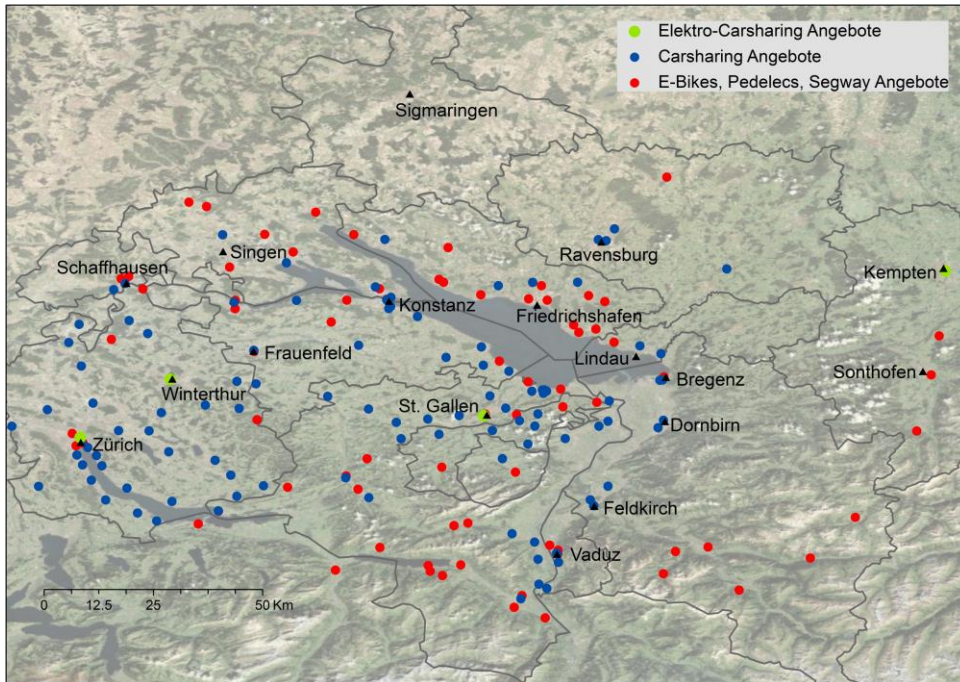 Elektro-Carsharing Angebote
Carsharing Angebote
E-Bikes, Pedelecs, Segway Angebote
Sigmaringen
Singen
Ravensburg
Schaffhausen
Kempten
Konstanz
Friedrichshafen
Frauenfeld
Lindau
Sonthofen
Bregenz
Winterthur
St. Gallen
Dornbirn
Zürich
Feldkirch
Vaduz
0 12.5 25 50 Km